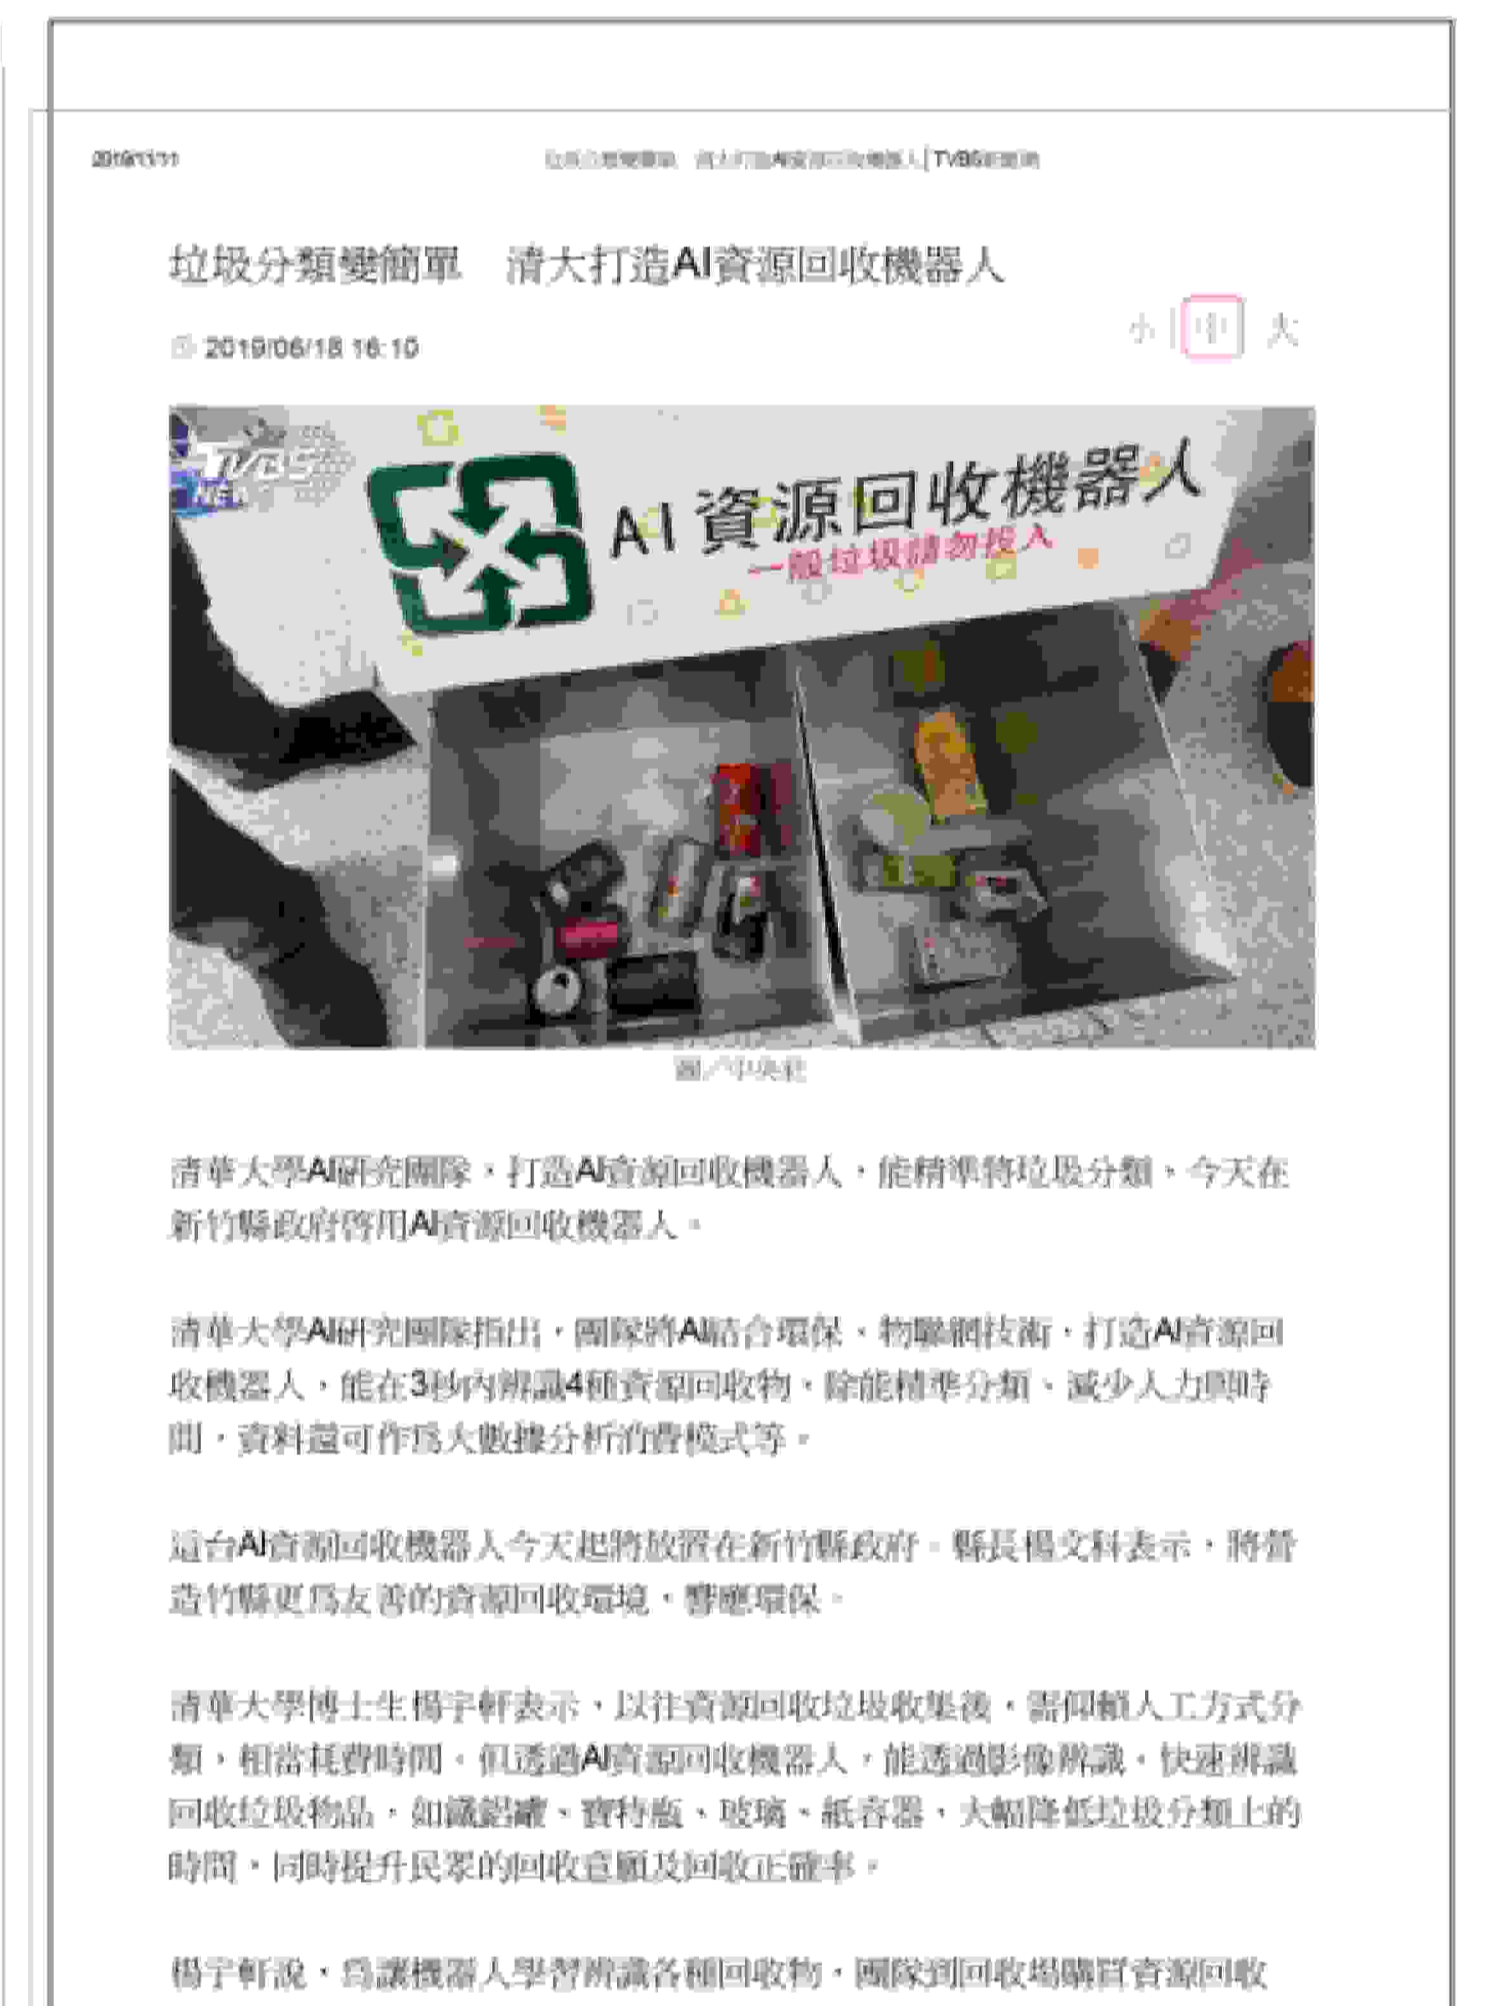 垃圾分類變簡單　清大打造AI資源回收機器人│TVBS新聞網
垃圾分類變簡單　清大打造AI資源回收機器人
2019/06/18 16:10
小 中 大
TVBS
AI 資源回收機器人
一般垃圾請勿投入
圖／中央社
清華大學AI研究團隊，打造AI資源回收機器人，能精準將垃圾分類，今天在
新竹縣政府啓用AI資源回收機器人。
清華大學AI研究團隊指出，團隊將AI結合環保、物聯網技術，打造AI資源回
收機器人，能在3秒內辨識4種資源回收物，除能精準分類、減少人力與時
間，資料還可作為大數據分析消費模式等。
這台AI資源回收機器人今天起將放置在新竹縣政府。縣長楊文科表示，將營
造竹縣更為友善的資源回收環境，響應環保。
清華大學博士生楊宇軒表示，以往資源回收垃圾收集後，需仰賴人工方式分
類，相當耗費時間。但透過AI資源回收機器人，能透過影像辨識，快速辨識
回收垃圾物品，如鐵鋁罐、寶特瓶、玻璃、紙容器，大幅降低垃圾分類上的
時間，同時提升民眾的回收意願及回收正確率。
楊宇軒說，為讓機器人學習辨識各種回收物，團隊到回收場購買資源回收